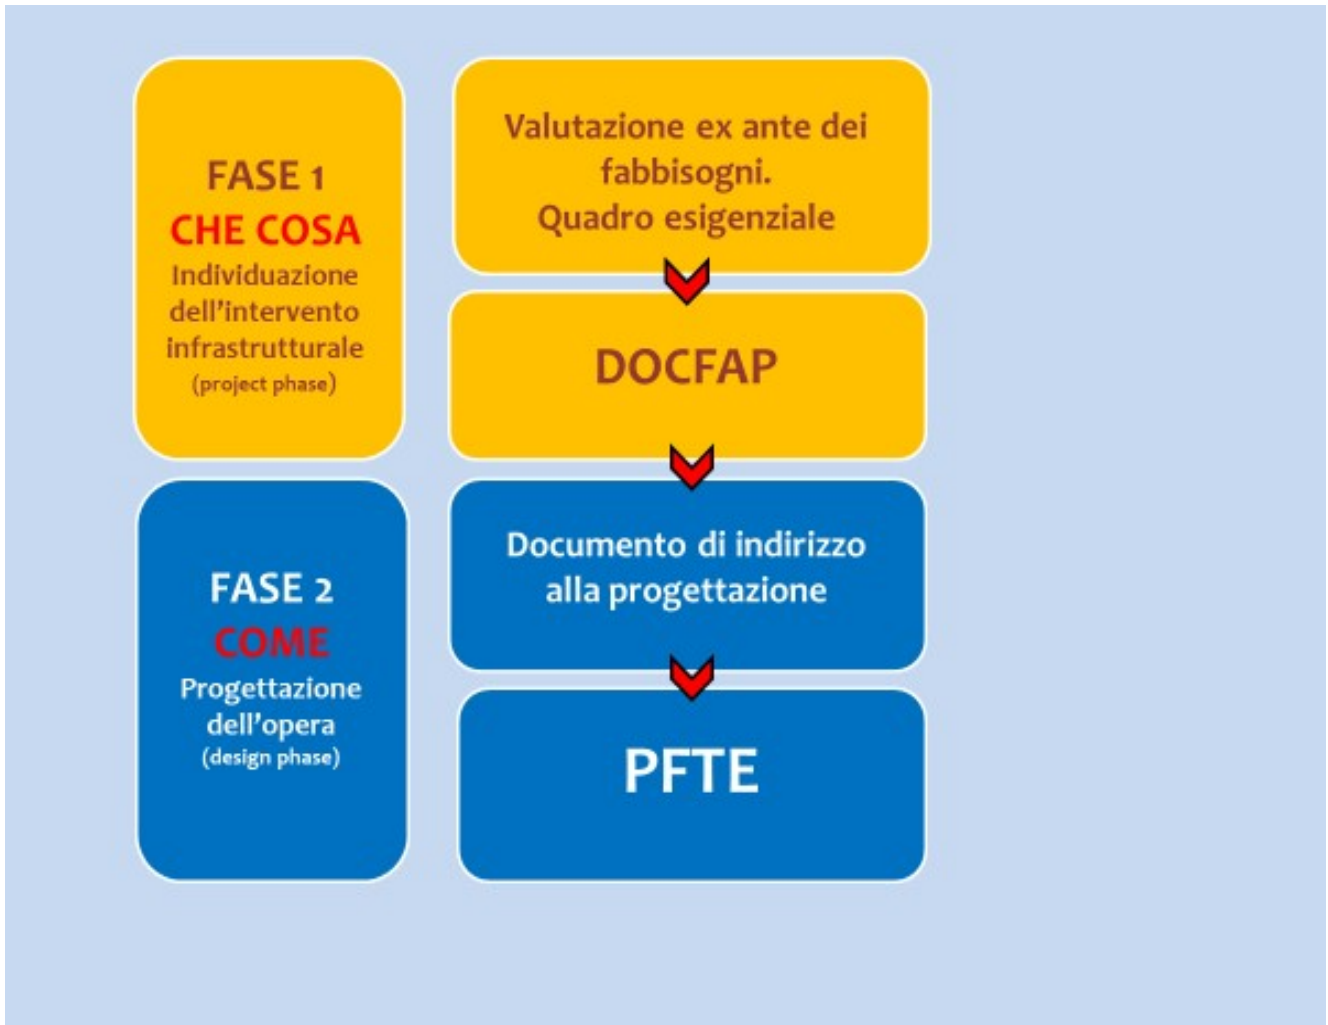 FASE 1
CHE COSA
Individuazione
dell'intervento
infrastrutturale
(project phase)
Valutazione ex ante dei
fabbisogni.
Quadro esigenziale
DOCFAP
FASE 2
COME
Progettazione
dell'opera
(design phase)
Documento di indirizzo
alla progettazione
PFTE